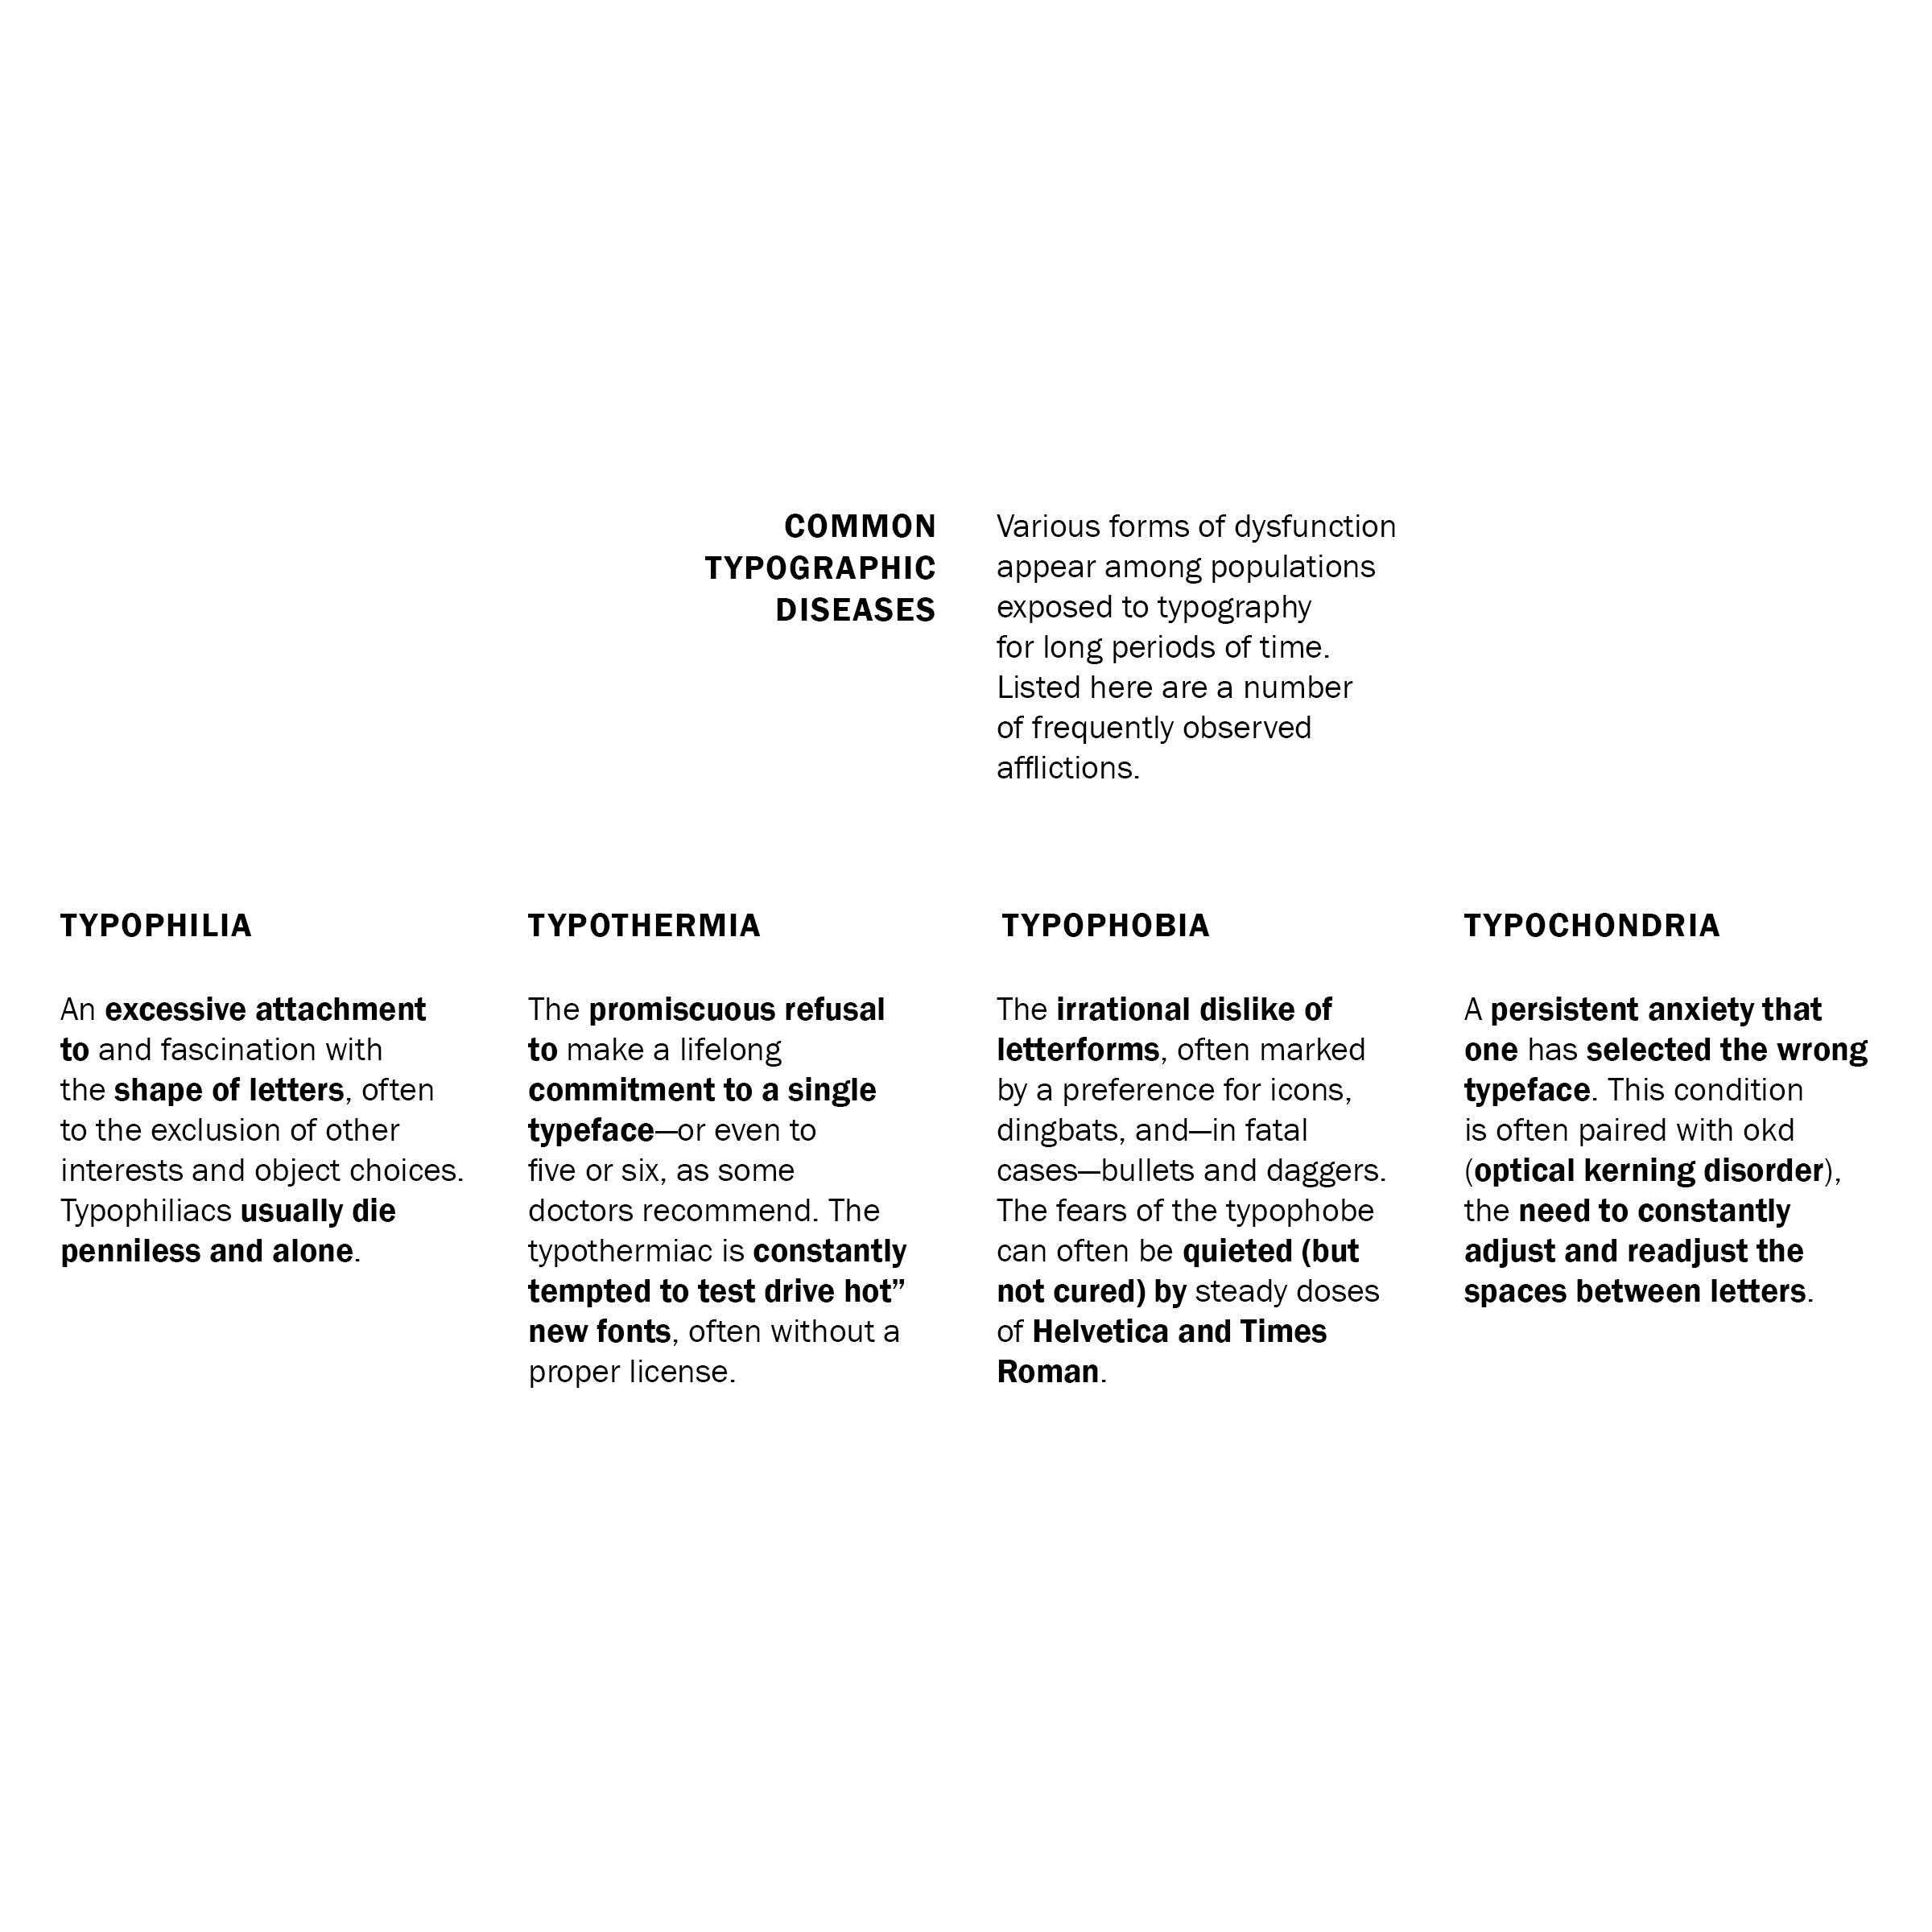 COMMON
TYPOGRAPHIC
DISEASES
Various forms of dysfunction
appear among populations
exposed to typography
for long periods of time.
Listed here are a number
of frequently observed
afflictions.
TYPOPHILIA
An excessive attachment
to and fascination with
the shape of letters, often
to the exclusion of other
interests and object choices.
Typophiliacs usually die
penniless and alone.
TYPOTHERMIA
The promiscuous refusal
to make a lifelong
commitment to a single
typeface—or even to
five or six, as some
doctors recommend. The
typothermiac is constantly
tempted to test drive hot”
new fonts, often without a
proper license.
TYPOPHOBIA
The irrational dislike of
letterforms, often marked
by a preference for icons,
dingbats, and—in fatal
cases—bullets and daggers.
The fears of the typophobe
can often be quieted (but
not cured) by steady doses
of Helvetica and Times
Roman.
TYPOCHONDRIA
A persistent anxiety that
one has selected the wrong
typeface. This condition
is often paired with okd
(optical kerning disorder),
the need to constantly
adjust and readjust the
spaces between letters.